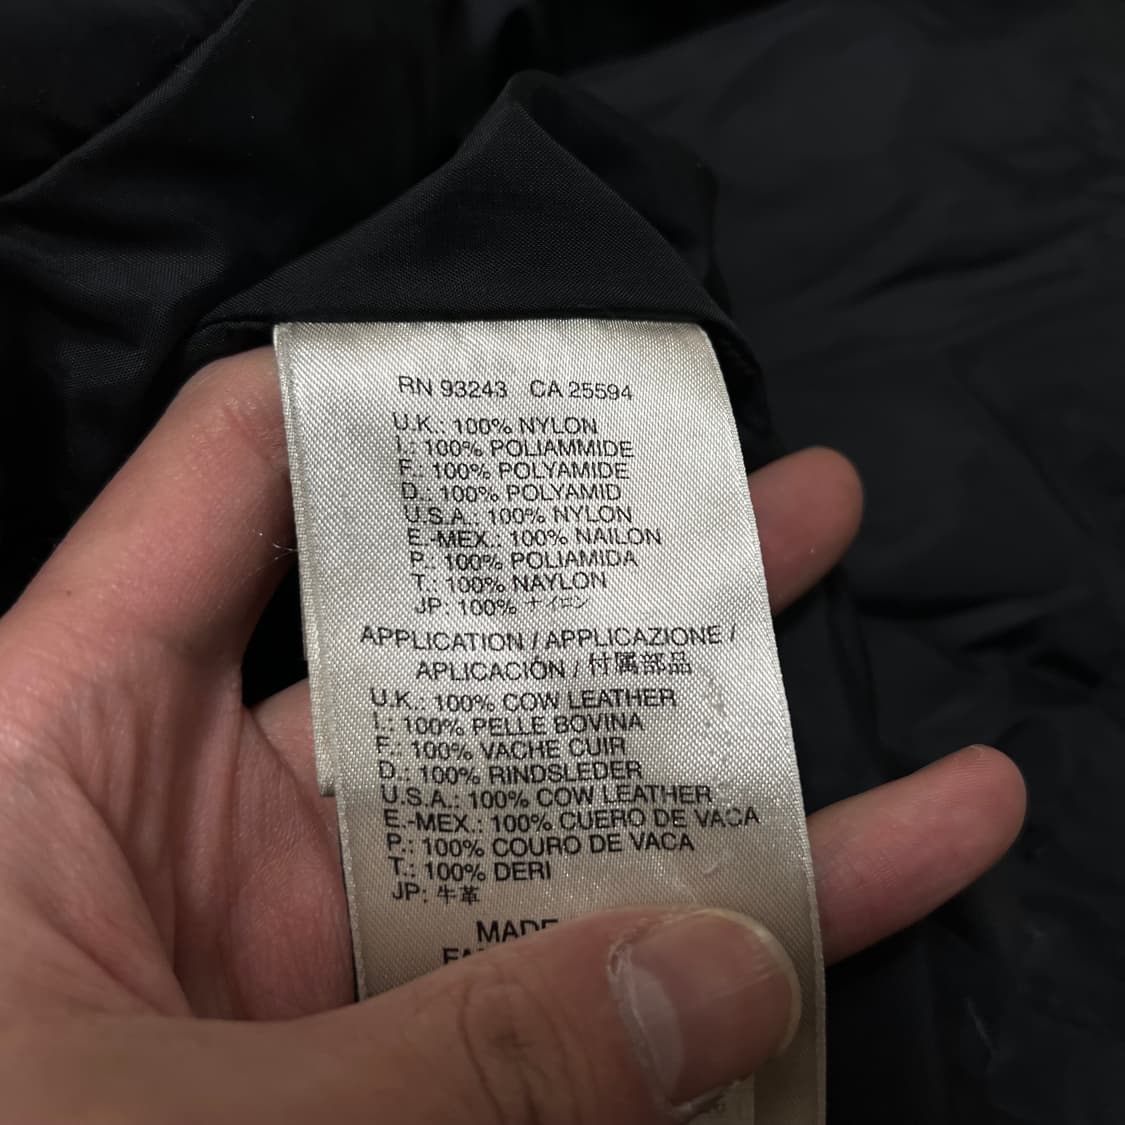 RN 93243 CA 25594
U.K.: 100% NYLON
I.: 100% POLIAMMIDE
F.: 100% POLYAMIDE
D.: 100% POLYAMID
U.S.A.: 100% NYLON
E.-MEX.: 100% NAILON
P.: 100% POLIAMIDA
T.: 100% NAYLON
JP: 100% ナイロン
APPLICATION / APPLICAZIONE /
APLICACIÓN / 付属部品
U.K.: 100% COW LEATHER
I.: 100% PELLE BOVINA
F.: 100% VACHE CUIR
D.: 100% RINDSLEDER
U.S.A.: 100% COW LEATHER
E.-MEX.: 100% CUERO DE VACA
P.: 100% COURO DE VACA
T.: 100% DERI
JP: 牛革
MADE